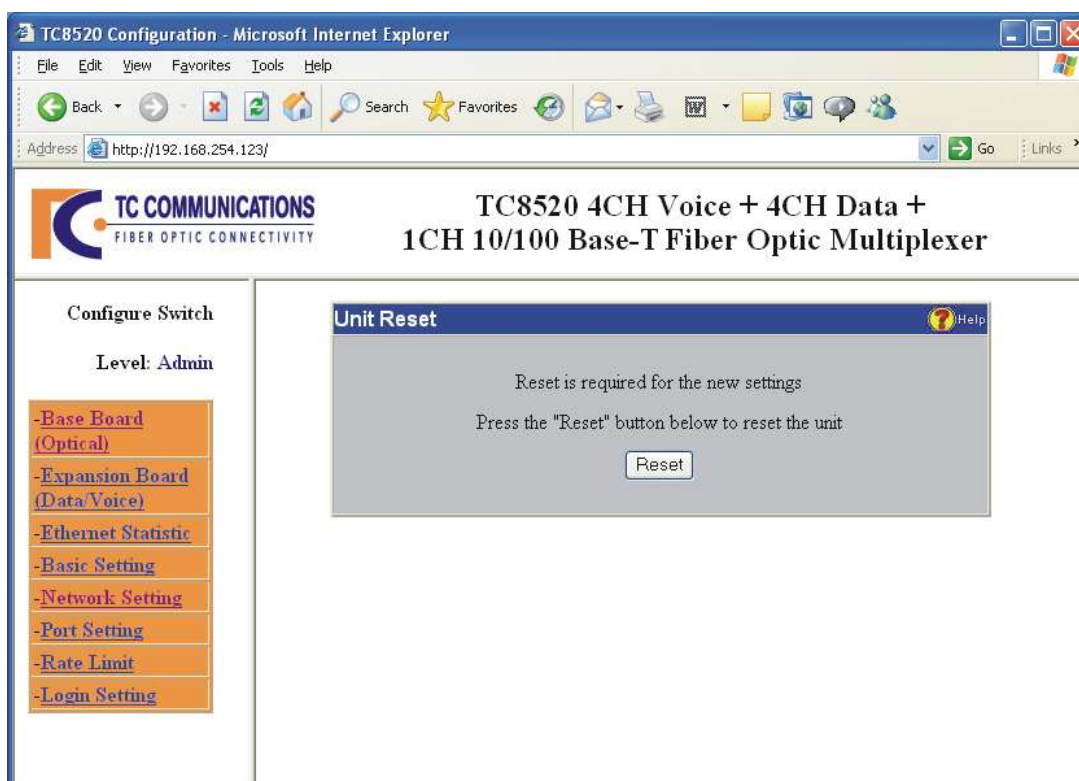 TC8520 Configuration - Microsoft Internet Explorer
File Edit View Favorites Tools Help
Back Search Favorites
Address http://192.168.254.123/ Go Links
TC COMMUNICATIONS
FIBER OPTIC CONNECTIVITY
TC8520 4CH Voice + 4CH Data +
1CH 10/100 Base-T Fiber Optic Multiplexer
Configure Switch
Level: Admin
-Base Board
(Optical)
-Expansion Board
(Data/Voice)
-Ethernet Statistic
-Basic Setting
-Network Setting
-Port Setting
-Rate Limit
-Login Setting
Unit Reset Help
Reset is required for the new settings
Press the "Reset" button below to reset the unit
Reset